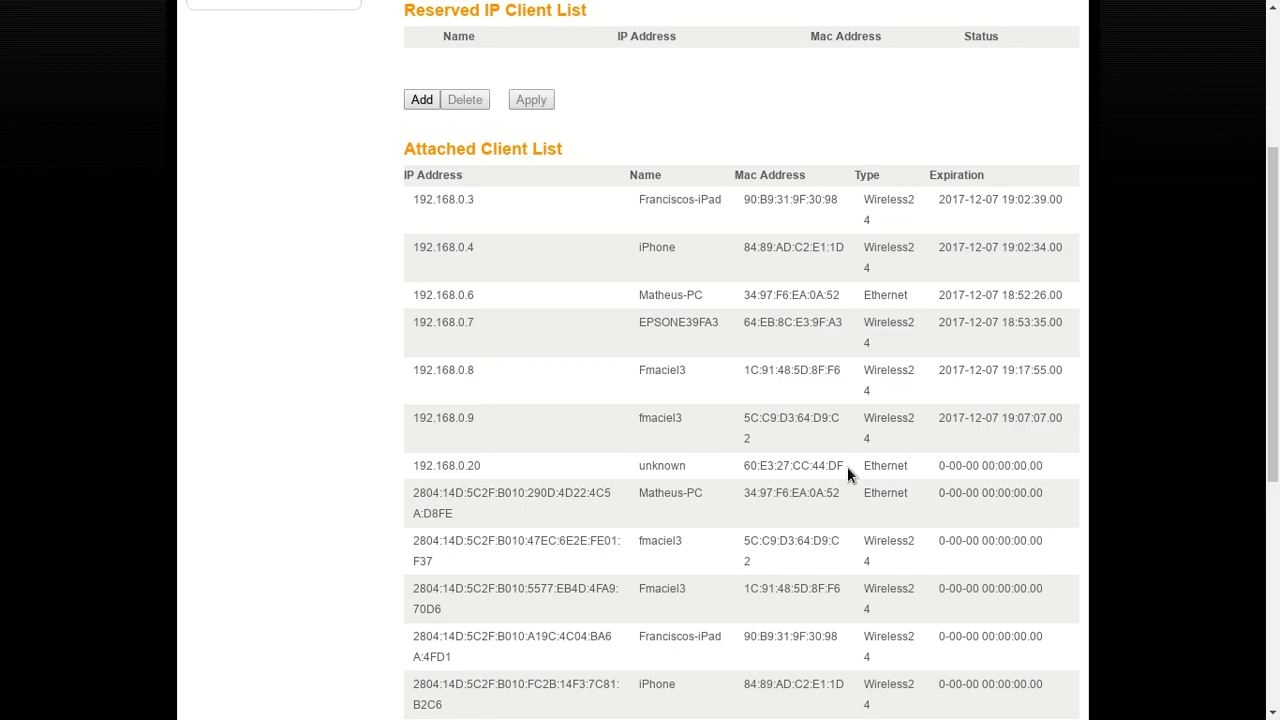 Reserved IP Client List
Name IP Address Mac Address Status
Add Delete Apply
Attached Client List
IP Address Name Mac Address Type Expiration
192.168.0.3 Franciscos-iPad 90:B9:31:9F:30:98 Wireless2 2017-12-07 19:02:39.00
4
192.168.0.4 iPhone 84:89:AD:C2:E1:1D Wireless2 2017-12-07 19:02:34.00
4
192.168.0.6 Matheus-PC 34:97:F6:EA:0A:52 Ethernet 2017-12-07 18:52:26.00
192.168.0.7 EPSONE39FA3 64:EB:8C:E3:9F:A3 Wireless2 2017-12-07 18:53:35.00
4
192.168.0.8 Fmaciel3 1C:91:48:5D:8F:F6 Wireless2 2017-12-07 19:17:55.00
4
192.168.0.9 fmaciel3 5C:C9:D3:64:D9:C Wireless2 2017-12-07 19:07:07.00
2 4
192.168.0.20 unknown 60:E3:27:CC:44:DF Ethernet 0-00-00 00:00:00.00
2804:14D:5C2F:B010:290D:4D22:4C5 Matheus-PC 34:97:F6:EA:0A:52 Ethernet 0-00-00 00:00:00.00
A:D8FE
2804:14D:5C2F:B010:47EC:6E2E:FE01: fmaciel3 5C:C9:D3:64:D9:C Wireless2 0-00-00 00:00:00.00
F37 2 4
2804:14D:5C2F:B010:5577:EB4D:4FA9: Fmaciel3 1C:91:48:5D:8F:F6 Wireless2 0-00-00 00:00:00.00
70D6 4
2804:14D:5C2F:B010:A19C:4C04:BA6 Franciscos-iPad 90:B9:31:9F:30:98 Wireless2 0-00-00 00:00:00.00
A:4FD1 4
2804:14D:5C2F:B010:FC2B:14F3:7C81: iPhone 84:89:AD:C2:E1:1D Wireless2 0-00-00 00:00:00.00
B2C6 4